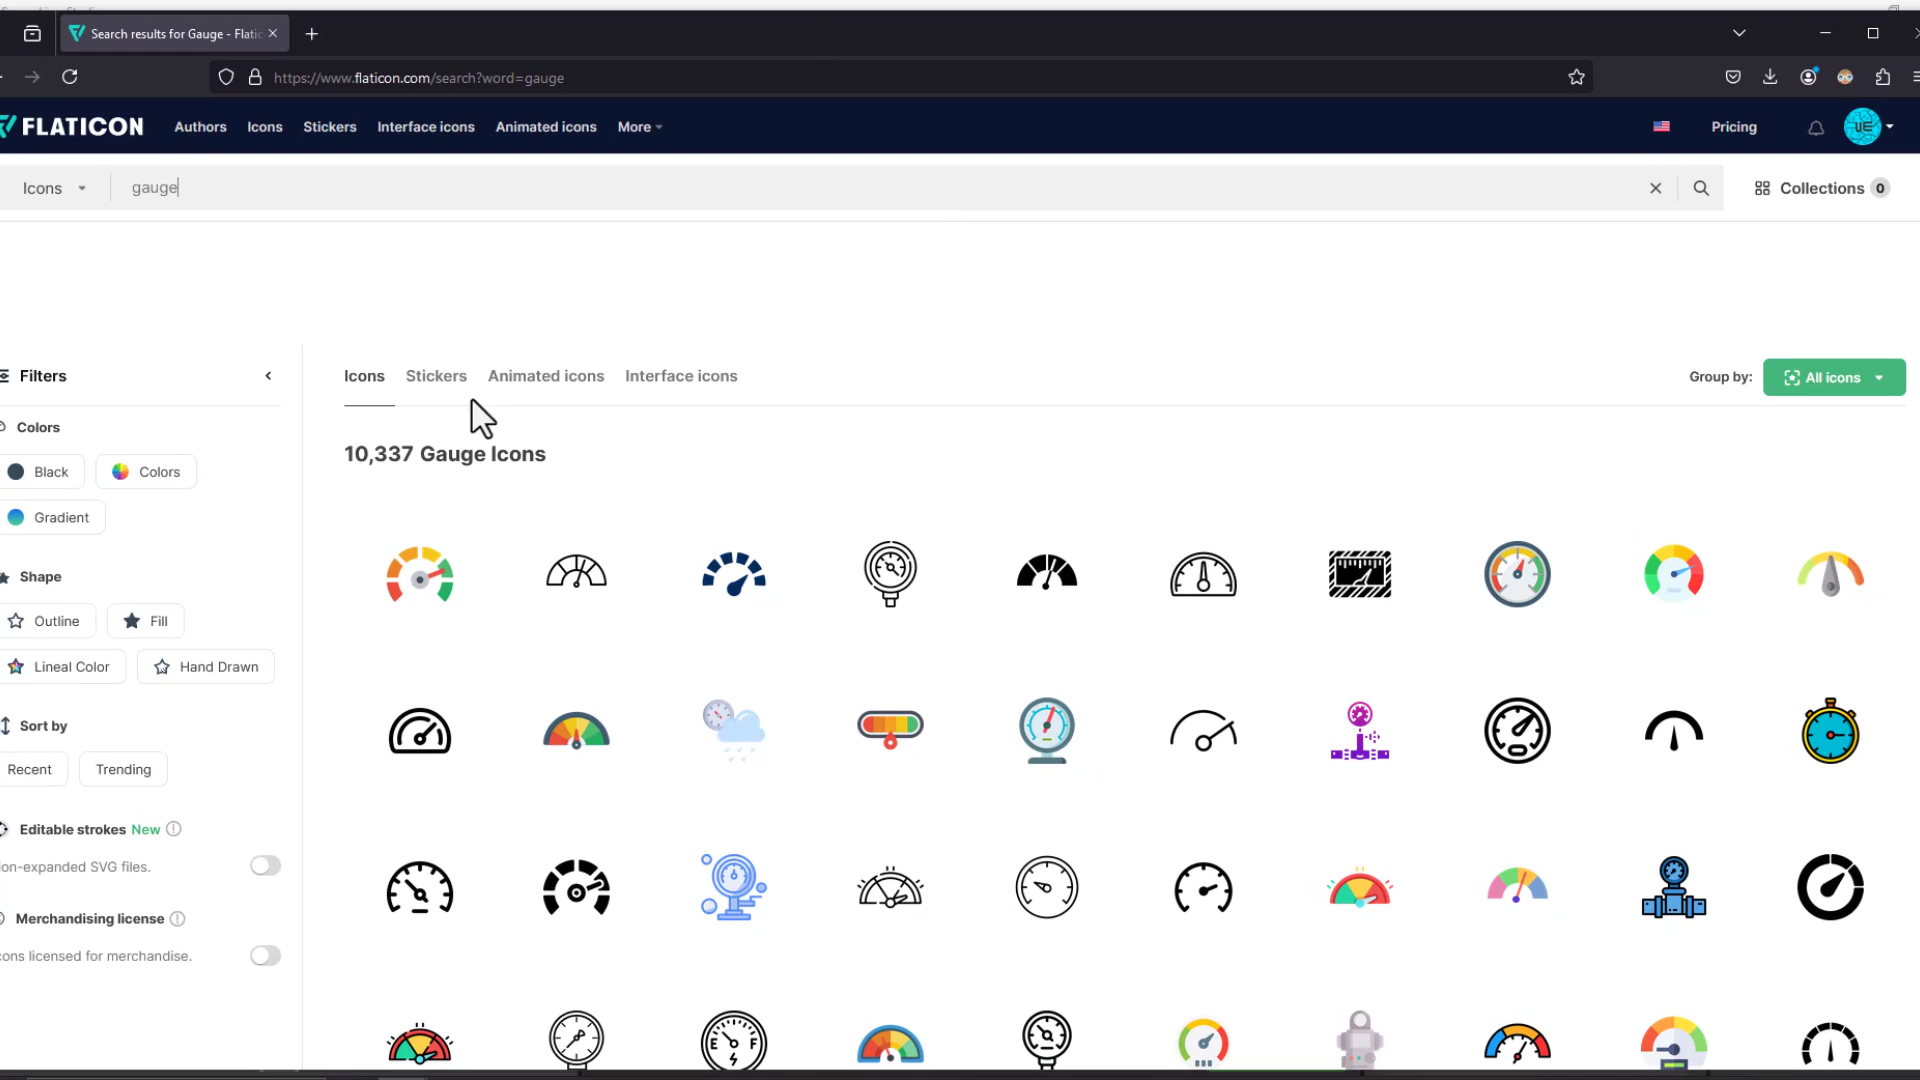 Search results for Gauge - Flatic
https://www.flaticon.com/search?word=gauge
FLATICON
Authors
Icons
Stickers
Interface icons
Animated icons
More
Pricing
UE
Icons
gauge
Collections 0
Filters
Icons
Stickers
Animated icons
Interface icons
Group by:
All icons
Colors
10,337 Gauge Icons
Black
Colors
Gradient
Shape
Outline
Fill
Lineal Color
Hand Drawn
Sort by
Recent
Trending
Editable strokes New
on-expanded SVG files.
Merchandising license
cons licensed for merchandise.
E F